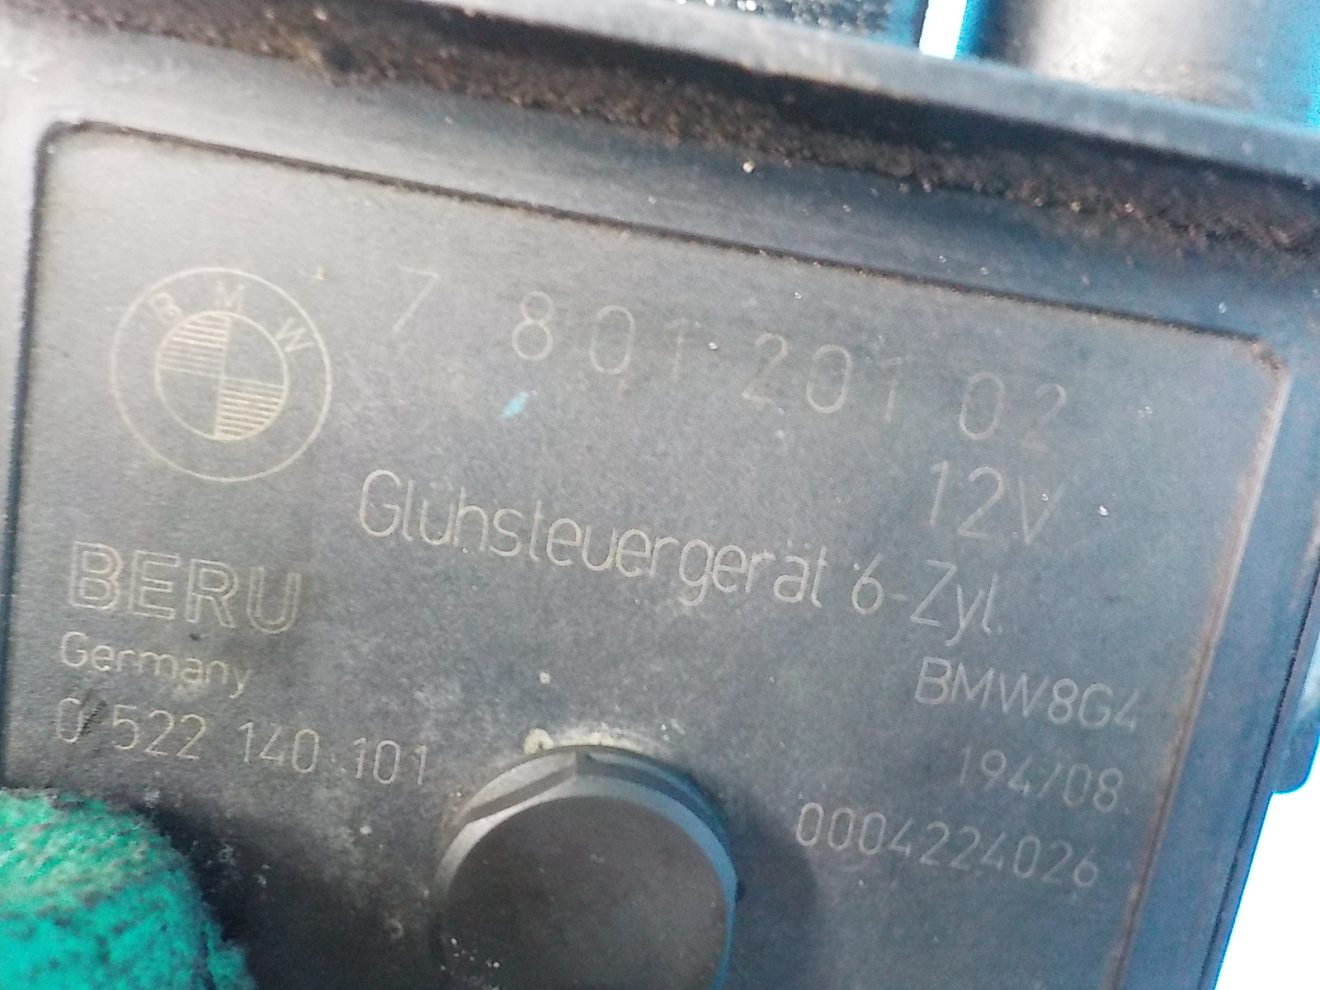 BMW
7 801 201 02
12V
Glühsteuergerät 6-Zyl.
BERU
Germany
0 522 140 101
BMW8G4
194/08
0004224026